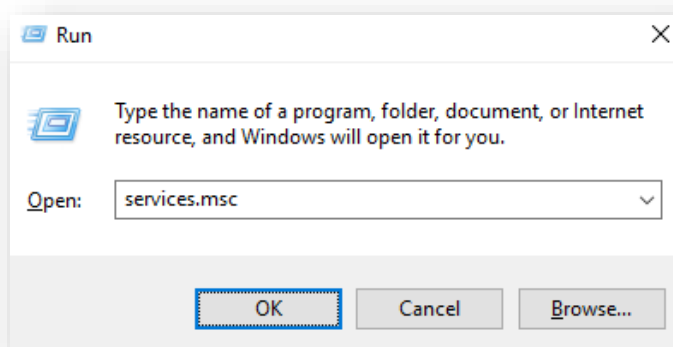 Run
Type the name of a program, folder, document, or Internet
resource, and Windows will open it for you.
Open: services.msc
OK Cancel Browse...